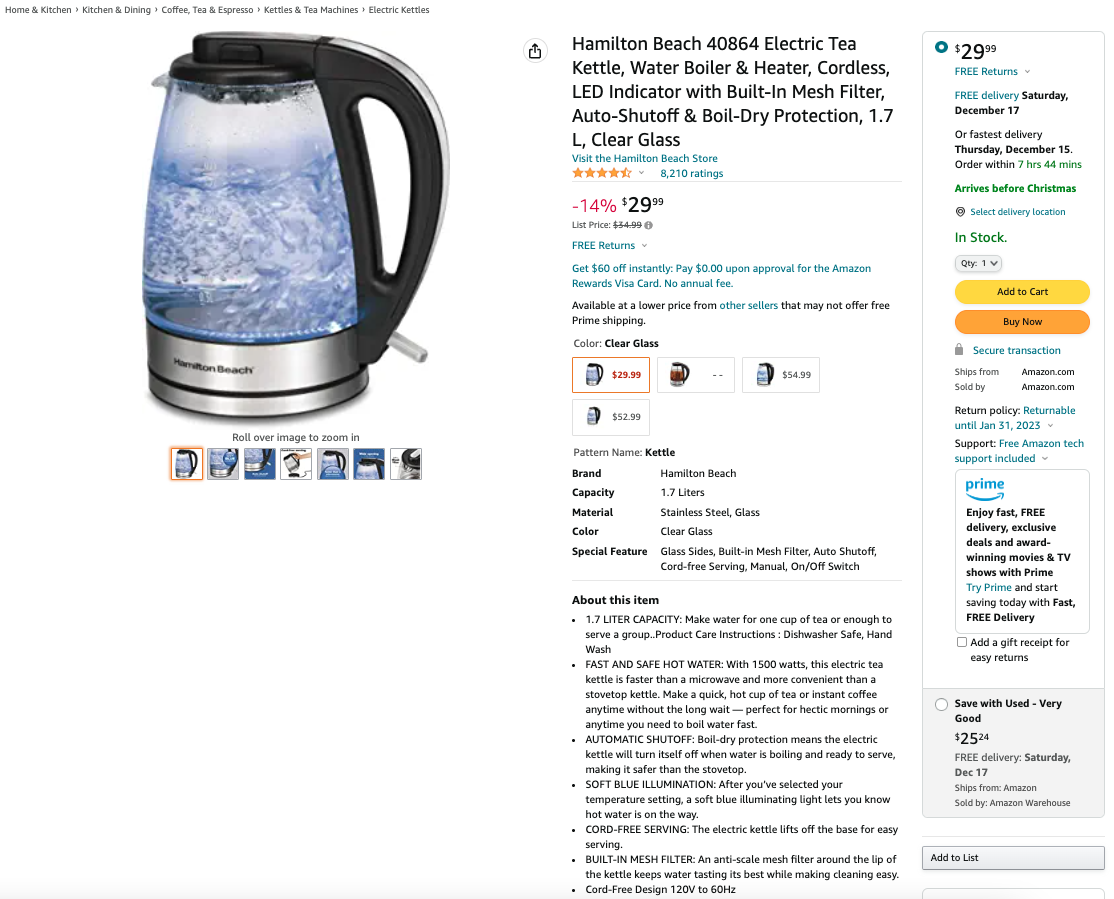 Home & Kitchen › Kitchen & Dining › Coffee, Tea & Espresso › Kettles & Tea Machines › Electric Kettles
Hamilton Beach
Roll over image to zoom in
Hamilton Beach 40864 Electric Tea
Kettle, Water Boiler & Heater, Cordless,
LED Indicator with Built-In Mesh Filter,
Auto-Shutoff & Boil-Dry Protection, 1.7
L, Clear Glass
Visit the Hamilton Beach Store
8,210 ratings
-14% $29.99
List Price: $34.99
FREE Returns
Get $60 off instantly: Pay $0.00 upon approval for the Amazon
Rewards Visa Card. No annual fee.
Available at a lower price from other sellers that may not offer free
Prime shipping.
Color: Clear Glass
$29.99
- -
$54.99
$52.99
Pattern Name: Kettle
Brand Hamilton Beach
Capacity 1.7 Liters
Material Stainless Steel, Glass
Color Clear Glass
Special Feature Glass Sides, Built-in Mesh Filter, Auto Shutoff,
Cord-free Serving, Manual, On/Off Switch
About this item
• 1.7 LITER CAPACITY: Make water for one cup of tea or enough to
serve a group..Product Care Instructions : Dishwasher Safe, Hand
Wash
• FAST AND SAFE HOT WATER: With 1500 watts, this electric tea
kettle is faster than a microwave and more convenient than a
stovetop kettle. Make a quick, hot cup of tea or instant coffee
anytime without the long wait — perfect for hectic mornings or
anytime you need to boil water fast.
• AUTOMATIC SHUTOFF: Boil-dry protection means the electric
kettle will turn itself off when water is boiling and ready to serve,
making it safer than the stovetop.
• SOFT BLUE ILLUMINATION: After you've selected your
temperature setting, a soft blue illuminating light lets you know
hot water is on the way.
• CORD-FREE SERVING: The electric kettle lifts off the base for easy
serving.
• BUILT-IN MESH FILTER: An anti-scale mesh filter around the lip of
the kettle keeps water tasting its best while making cleaning easy.
• Cord-Free Design 120V to 60Hz
$29.99
FREE Returns
FREE delivery Saturday,
December 17
Or fastest delivery
Thursday, December 15.
Order within 7 hrs 44 mins
Arrives before Christmas
Select delivery location
In Stock.
Qty: 1
Add to Cart
Buy Now
Secure transaction
Ships from Amazon.com
Sold by Amazon.com
Return policy: Returnable
until Jan 31, 2023
Support: Free Amazon tech
support included
prime
Enjoy fast, FREE
delivery, exclusive
deals and award-
winning movies & TV
shows with Prime
Try Prime and start
saving today with Fast,
FREE Delivery
Add a gift receipt for
easy returns
Save with Used - Very
Good
$25.24
FREE delivery: Saturday,
Dec 17
Ships from: Amazon
Sold by: Amazon Warehouse
Add to List